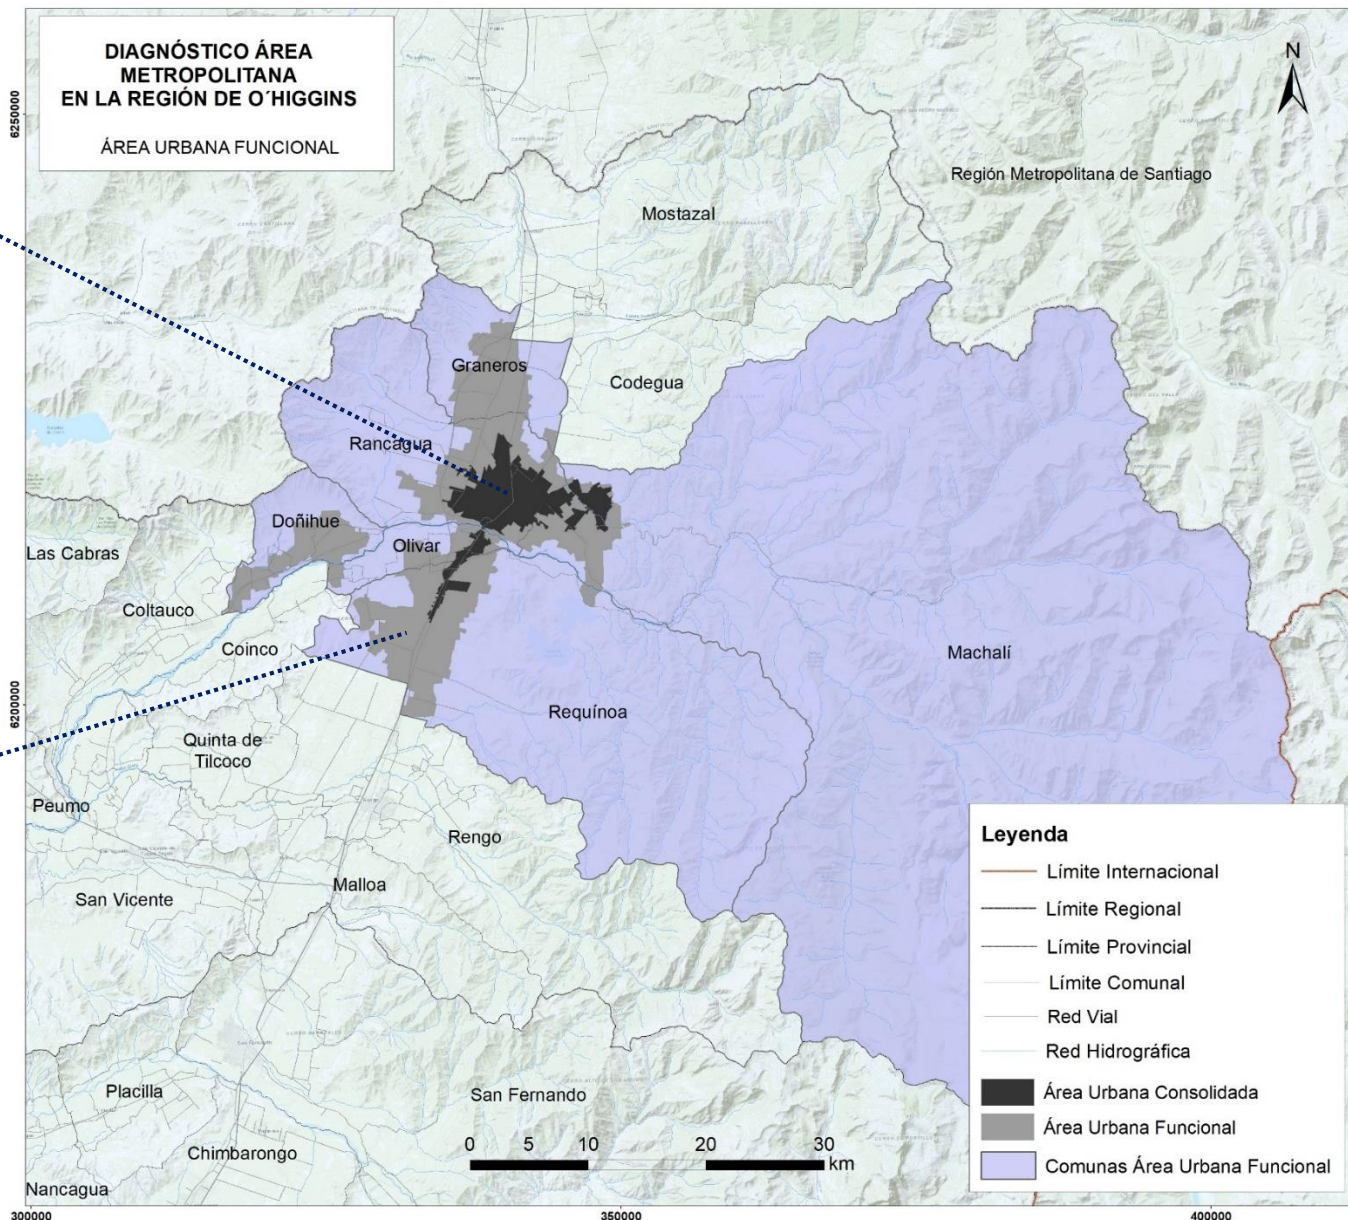 DIAGNÓSTICO ÁREA
METROPOLITANA
EN LA REGIÓN DE O´HIGGINS
ÁREA URBANA FUNCIONAL
N
6250000
Región Metropolitana de Santiago
Mostazal
Graneros
Codegua
Rancagua
Doñihue
Olivar
Las Cabras
Coltauco
Coinco
Machalí
6200000
Requínoa
Quinta de
Tilcoco
Peumo
Rengo
Malloa
San Vicente
Placilla
San Fernando
Chimbarongo
Nancagua
0 5 10 20 30
km
Leyenda
Límite Internacional
Límite Regional
Límite Provincial
Límite Comunal
Red Vial
Red Hidrográfica
Área Urbana Consolidada
Área Urbana Funcional
Comunas Área Urbana Funcional
300000 350000 400000